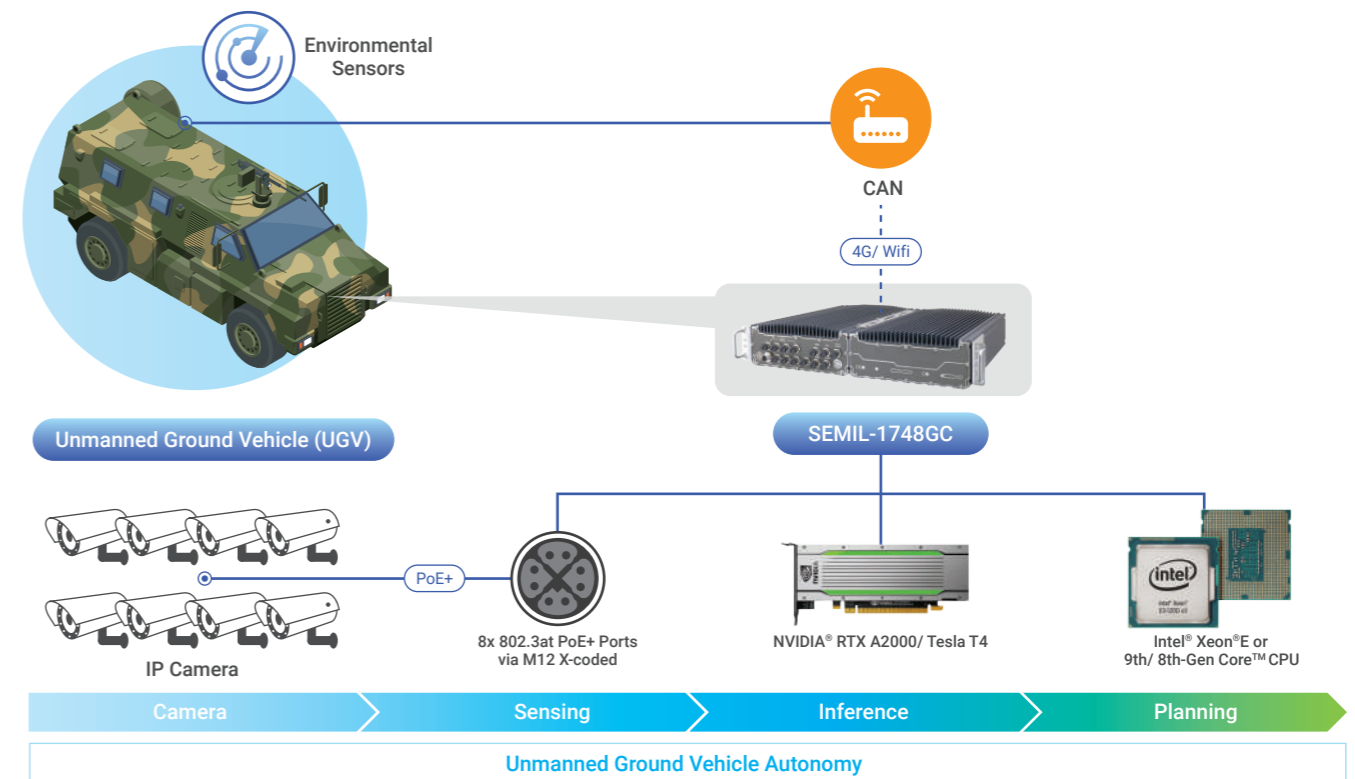 Environmental
Sensors
CAN
4G/ Wifi
Unmanned Ground Vehicle (UGV)
SEMIL-1748GC
PoE+
NVIDIA
intel
8x 802.3at PoE+ Ports
via M12 X-coded
NVIDIA® RTX A2000/ Tesla T4
Intel® Xeon®E or
9th/ 8th-Gen Core™ CPU
IP Camera
Camera
Sensing
Inference
Planning
Unmanned Ground Vehicle Autonomy